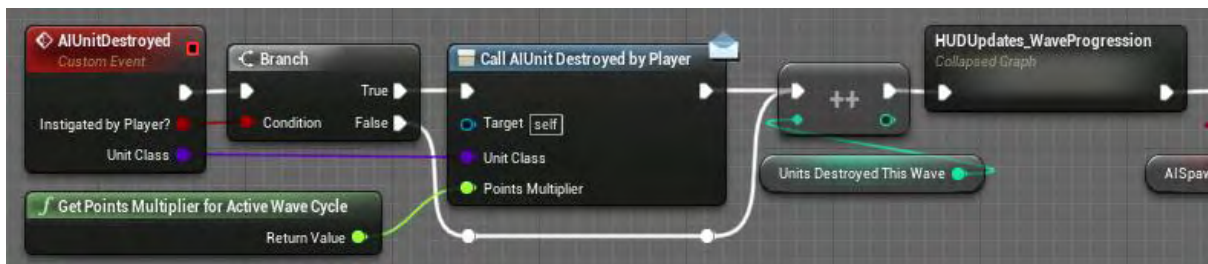 AIUnitDestroyed
Custom Event
Instigated by Player?
Unit Class
Branch
True
Condition
False
Call AIUnit Destroyed by Player
Target self
Unit Class
Points Multiplier
f Get Points Multiplier for Active Wave Cycle
Return Value
++
Units Destroyed This Wave
HUDUpdates_WaveProgression
Collapsed Graph
AISpaw